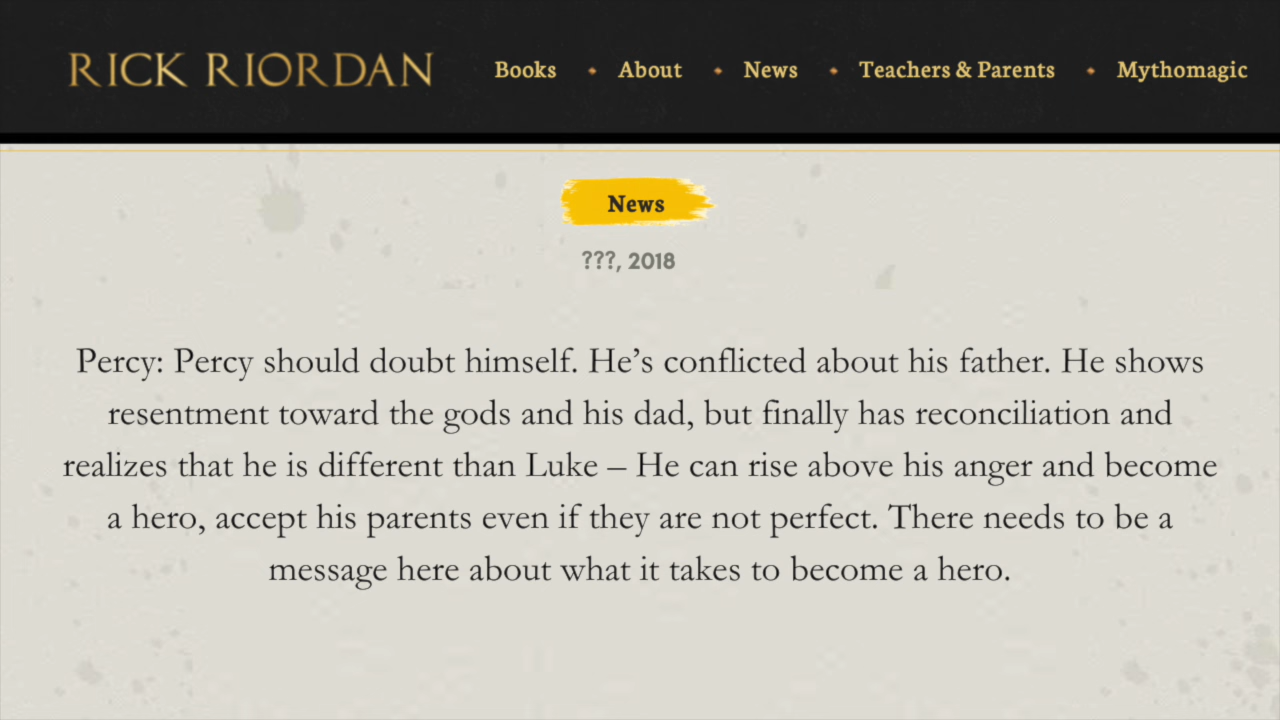 RICK RIORDAN
Books • About • News • Teachers & Parents • Mythomagic
News
???, 2018
Percy: Percy should doubt himself. He’s conflicted about his father. He shows
resentment toward the gods and his dad, but finally has reconciliation and
realizes that he is different than Luke – He can rise above his anger and become
a hero, accept his parents even if they are not perfect. There needs to be a
message here about what it takes to become a hero.